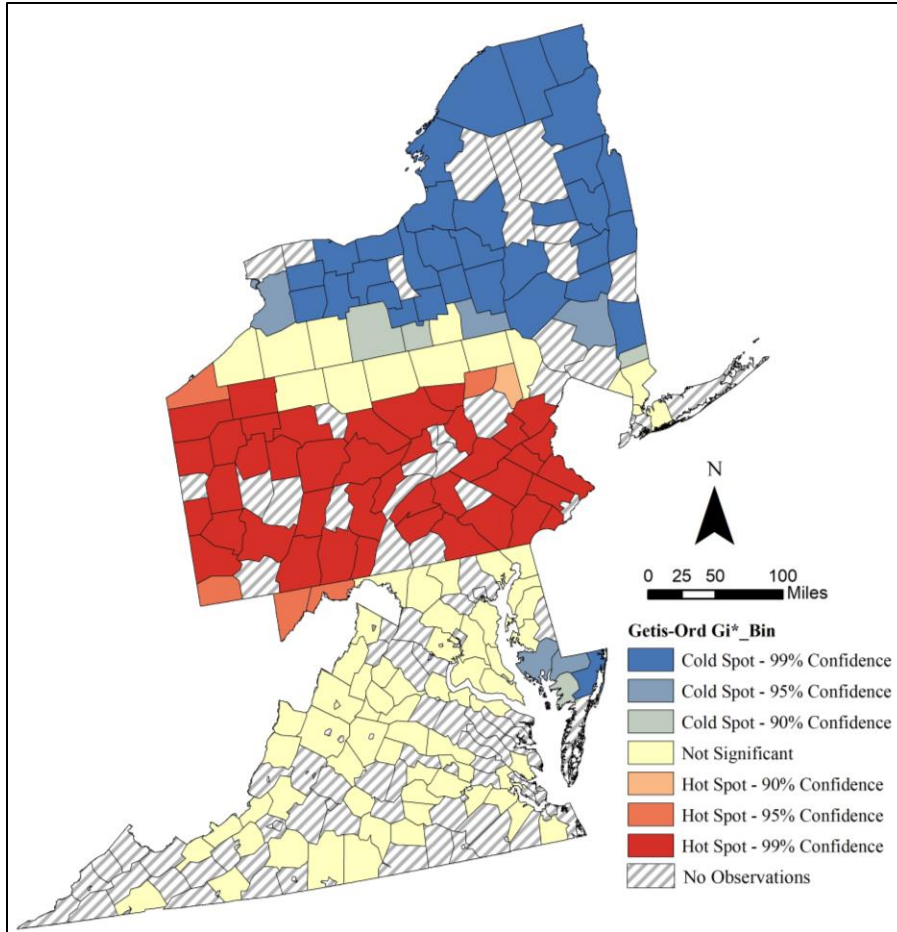 N
0 25 50 100
Miles
Getis-Ord Gi*_Bin
Cold Spot - 99% Confidence
Cold Spot - 95% Confidence
Cold Spot - 90% Confidence
Not Significant
Hot Spot - 90% Confidence
Hot Spot - 95% Confidence
Hot Spot - 99% Confidence
No Observations